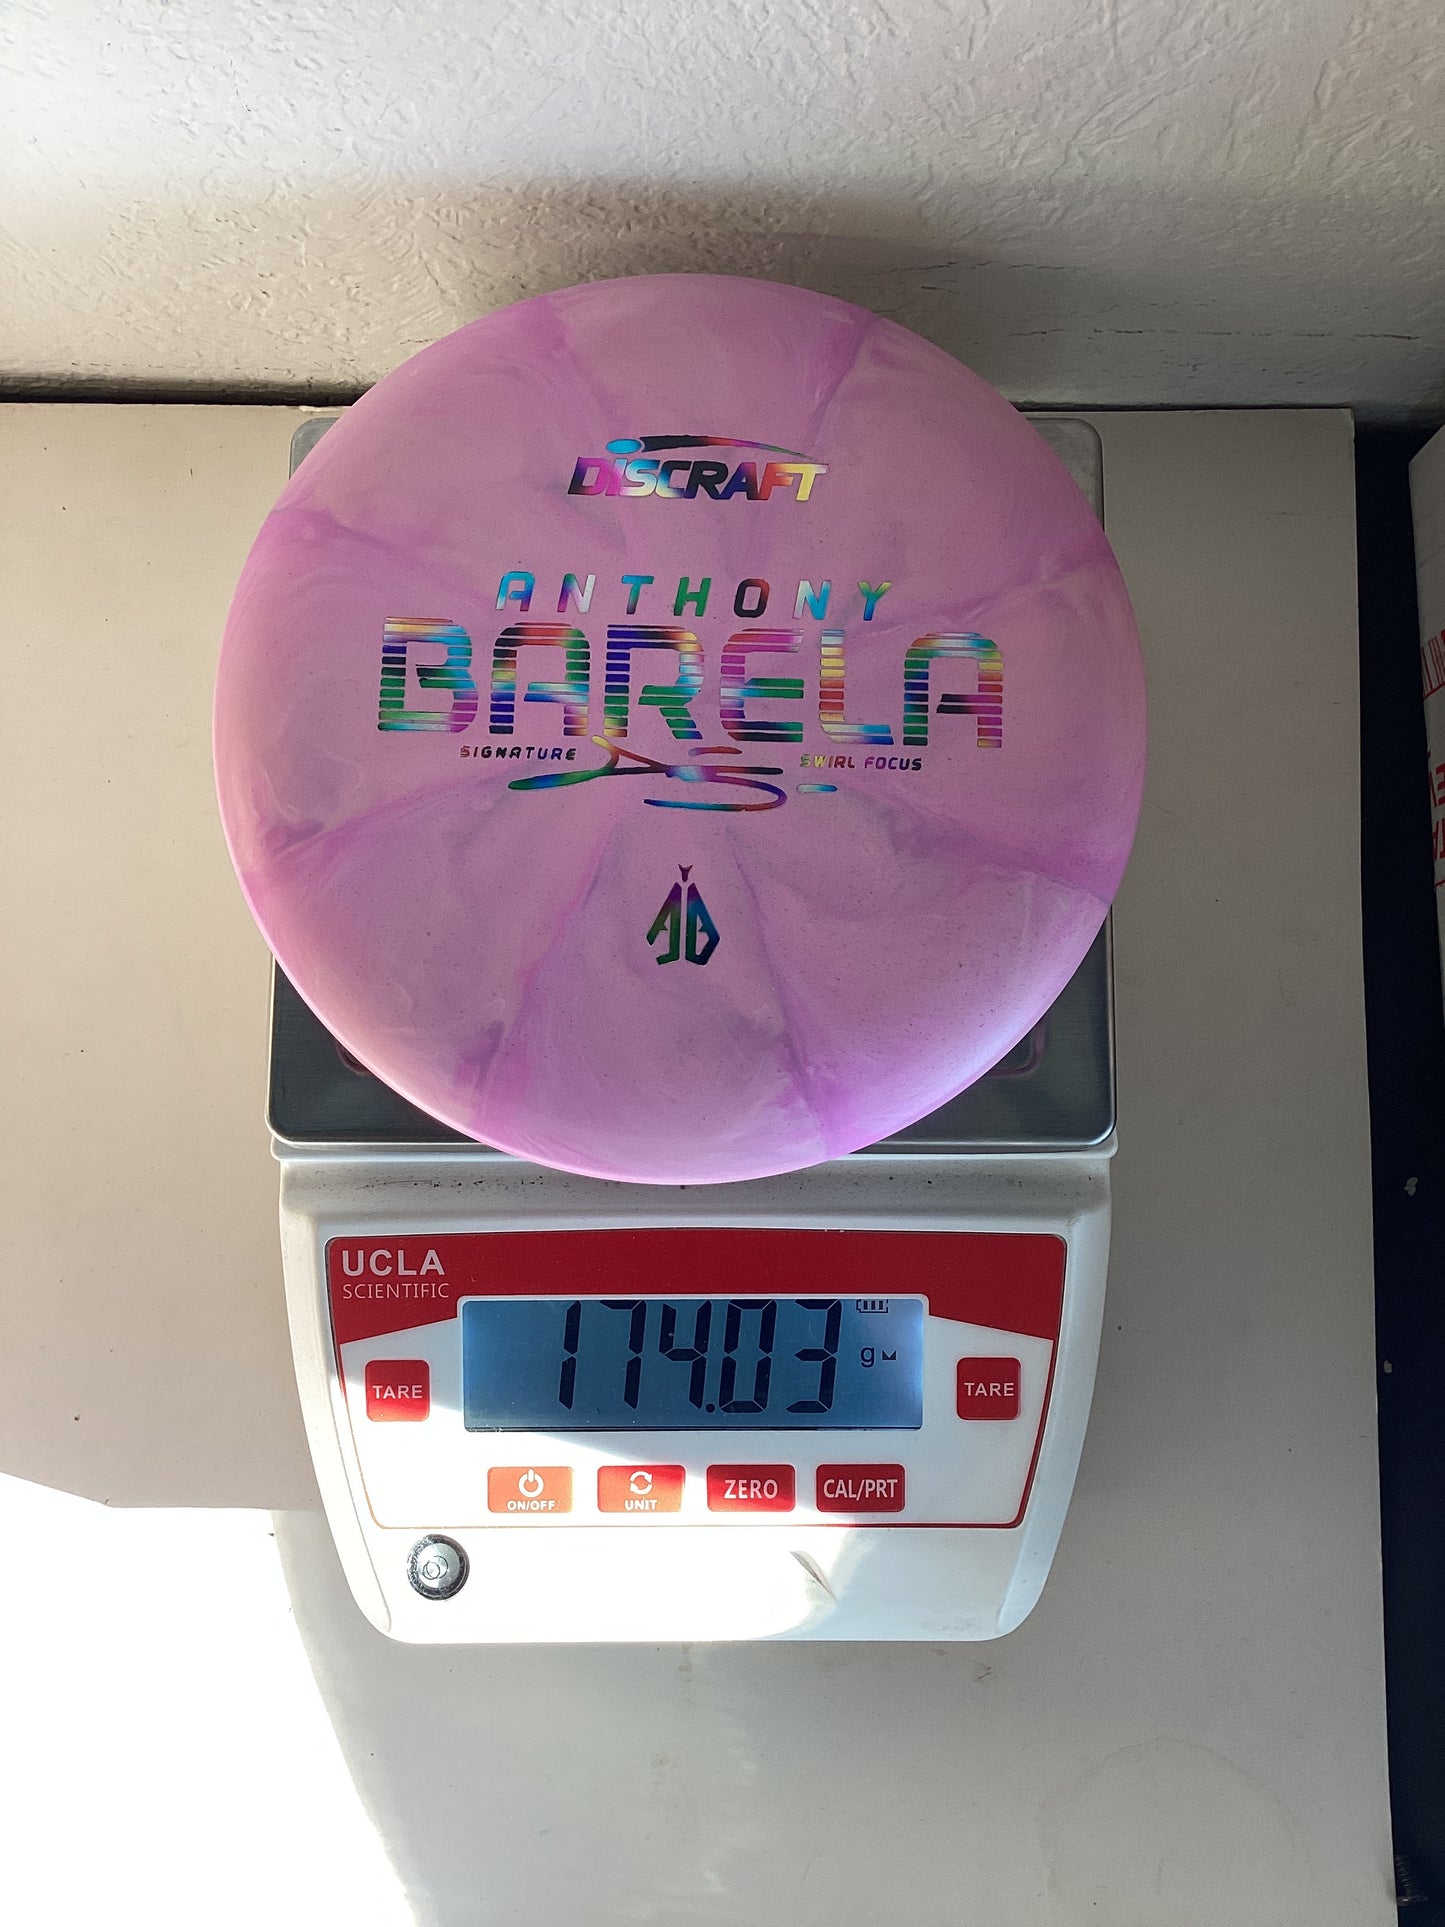 DISCRAFT
ANTHONY
BARELA
SIGNATURE SWIRL FOCUS
AB
UCLA
SCIENTIFIC
174.03 g
TARE TARE
ON/OFF UNIT ZERO CAL/PRT